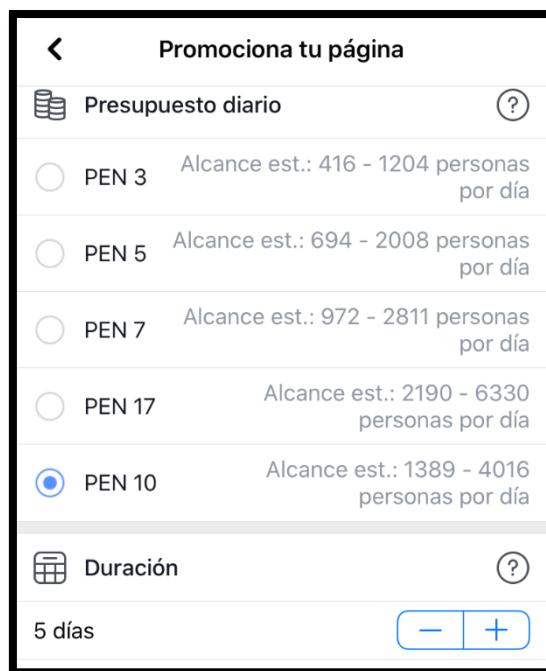 Promociona tu página
Presupuesto diario
?
PEN 3
Alcance est.: 416 - 1204 personas
por día
PEN 5
Alcance est.: 694 - 2008 personas
por día
PEN 7
Alcance est.: 972 - 2811 personas
por día
PEN 17
Alcance est.: 2190 - 6330
personas por día
PEN 10
Alcance est.: 1389 - 4016
personas por día
Duración
?
5 días